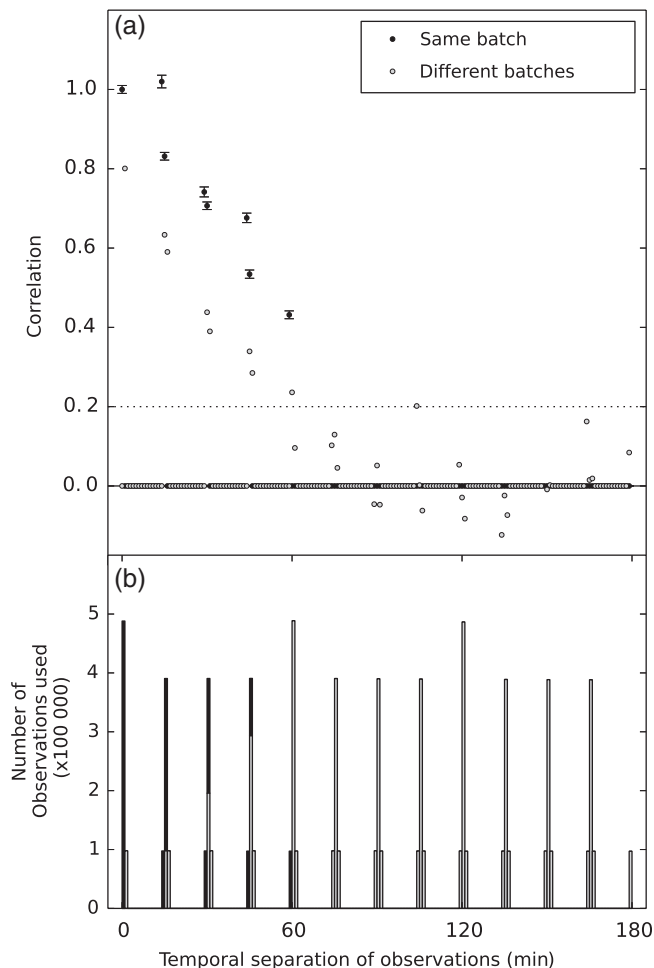 (a)
Same batch
Different batches
1.0
0.8
0.6
0.4
0.2
0.0
Correlation
(b)
5
4
3
2
1
0
Number of
Observations used
(x100 000)
0 60 120 180
Temporal separation of observations (min)